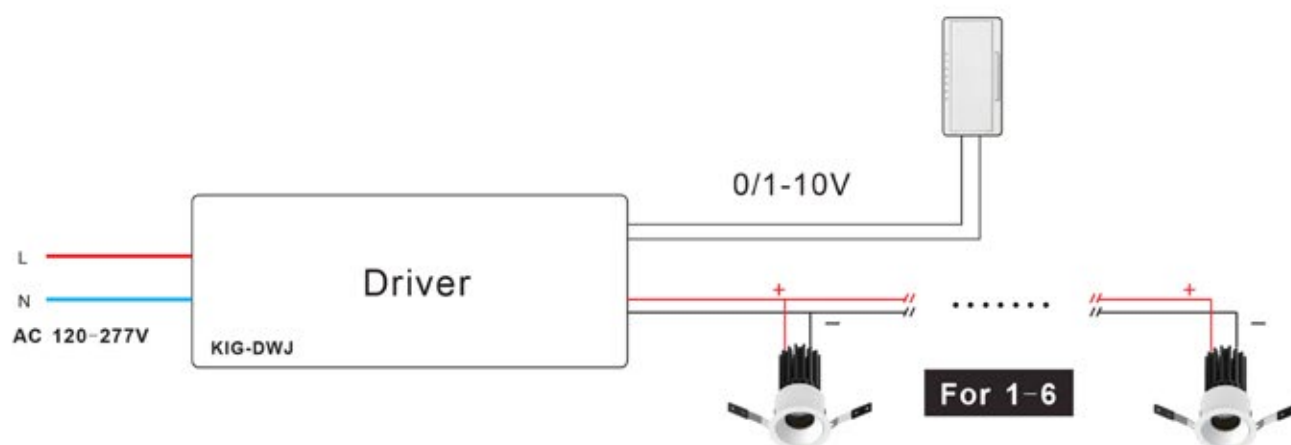 0/1-10V
L
Driver
N
AC 120-277V
KIG-DWJ
+
−
+
−
For 1-6